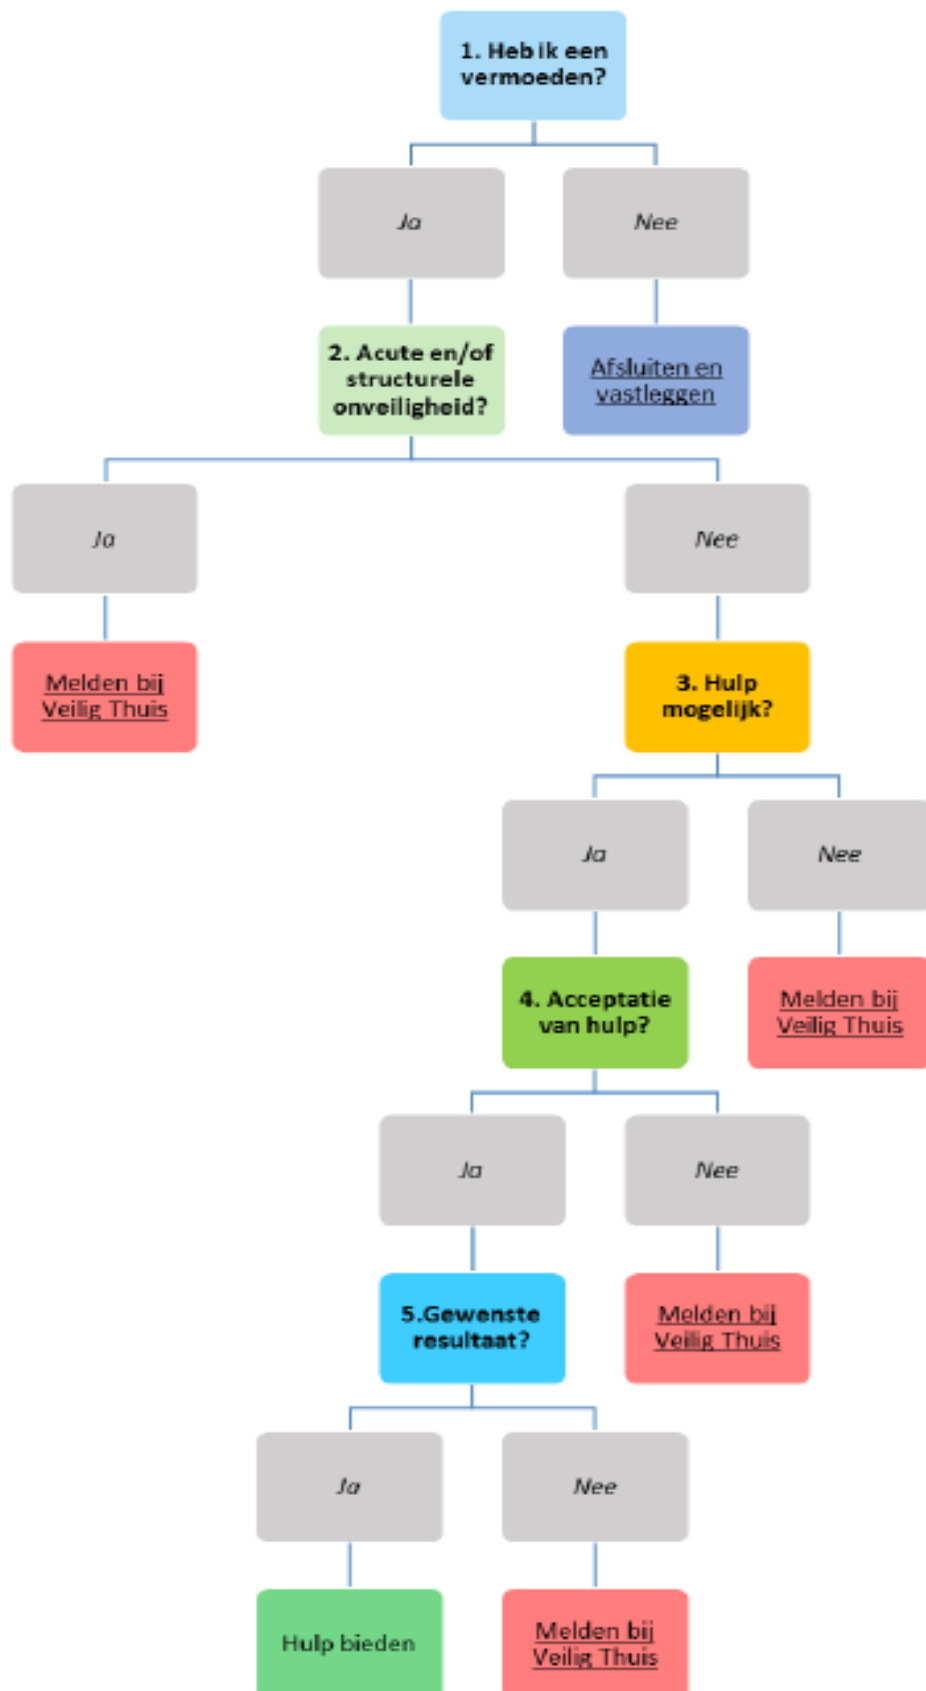 1. Heb ik een
vermoeden?
Ja
Nee
2. Acute en/of
structurele
onveiligheid?
Afsluiten en
vastleggen
Ja
Nee
Melden bij
Veilig Thuis
3. Hulp
mogelijk?
Ja
Nee
4. Acceptatie
van hulp?
Melden bij
Veilig Thuis
Ja
Nee
5.Gewenste
resultaat?
Melden bij
Veilig Thuis
Ja
Nee
Hulp bieden
Melden bij
Veilig Thuis